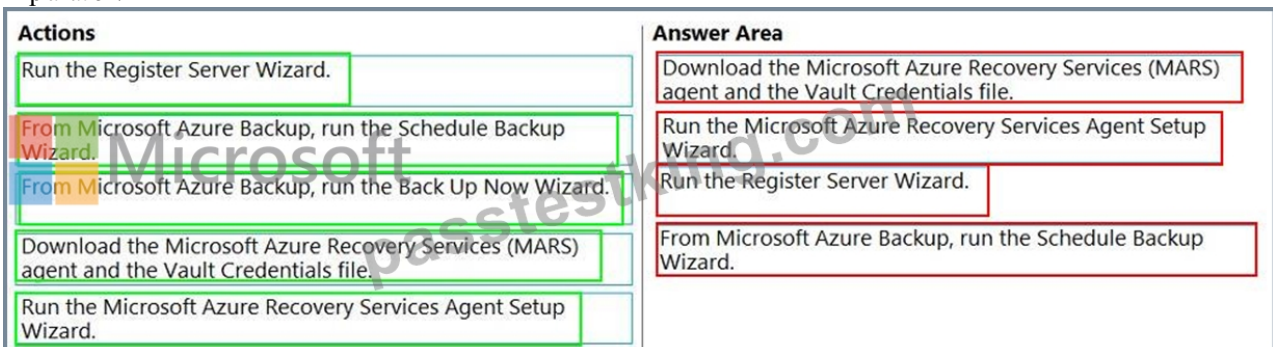 Actions
Run the Register Server Wizard.
From Microsoft Azure Backup, run the Schedule Backup
Wizard.
From Microsoft Azure Backup, run the Back Up Now Wizard.
Download the Microsoft Azure Recovery Services (MARS)
agent and the Vault Credentials file.
Run the Microsoft Azure Recovery Services Agent Setup
Wizard.
Answer Area
Download the Microsoft Azure Recovery Services (MARS)
agent and the Vault Credentials file.
Run the Microsoft Azure Recovery Services Agent Setup
Wizard.
Run the Register Server Wizard.
From Microsoft Azure Backup, run the Schedule Backup
Wizard.
Microsoft
passtestking.com